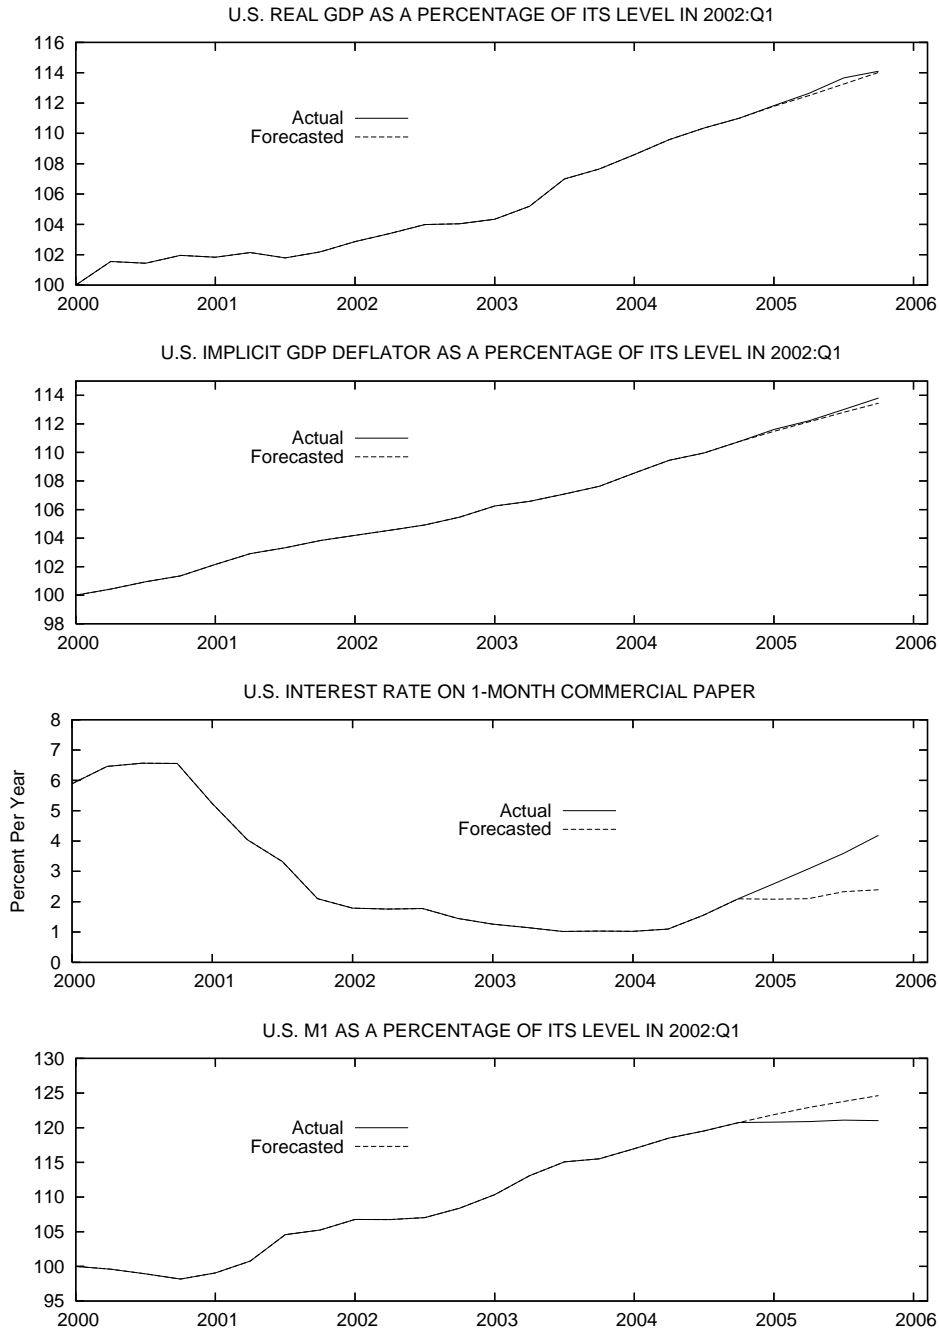 U.S. REAL GDP AS A PERCENTAGE OF ITS LEVEL IN 2002:Q1
116
114
112
110
108
106
104
102
100
Actual
Forecasted
2000 2001 2002 2003 2004 2005 2006
U.S. IMPLICIT GDP DEFLATOR AS A PERCENTAGE OF ITS LEVEL IN 2002:Q1
114
112
110
108
106
104
102
100
98
Actual
Forecasted
2000 2001 2002 2003 2004 2005 2006
U.S. INTEREST RATE ON 1-MONTH COMMERCIAL PAPER
Percent Per Year
8
7
6
5
4
3
2
1
0
Actual
Forecasted
2000 2001 2002 2003 2004 2005 2006
U.S. M1 AS A PERCENTAGE OF ITS LEVEL IN 2002:Q1
130
125
120
115
110
105
100
95
Actual
Forecasted
2000 2001 2002 2003 2004 2005 2006